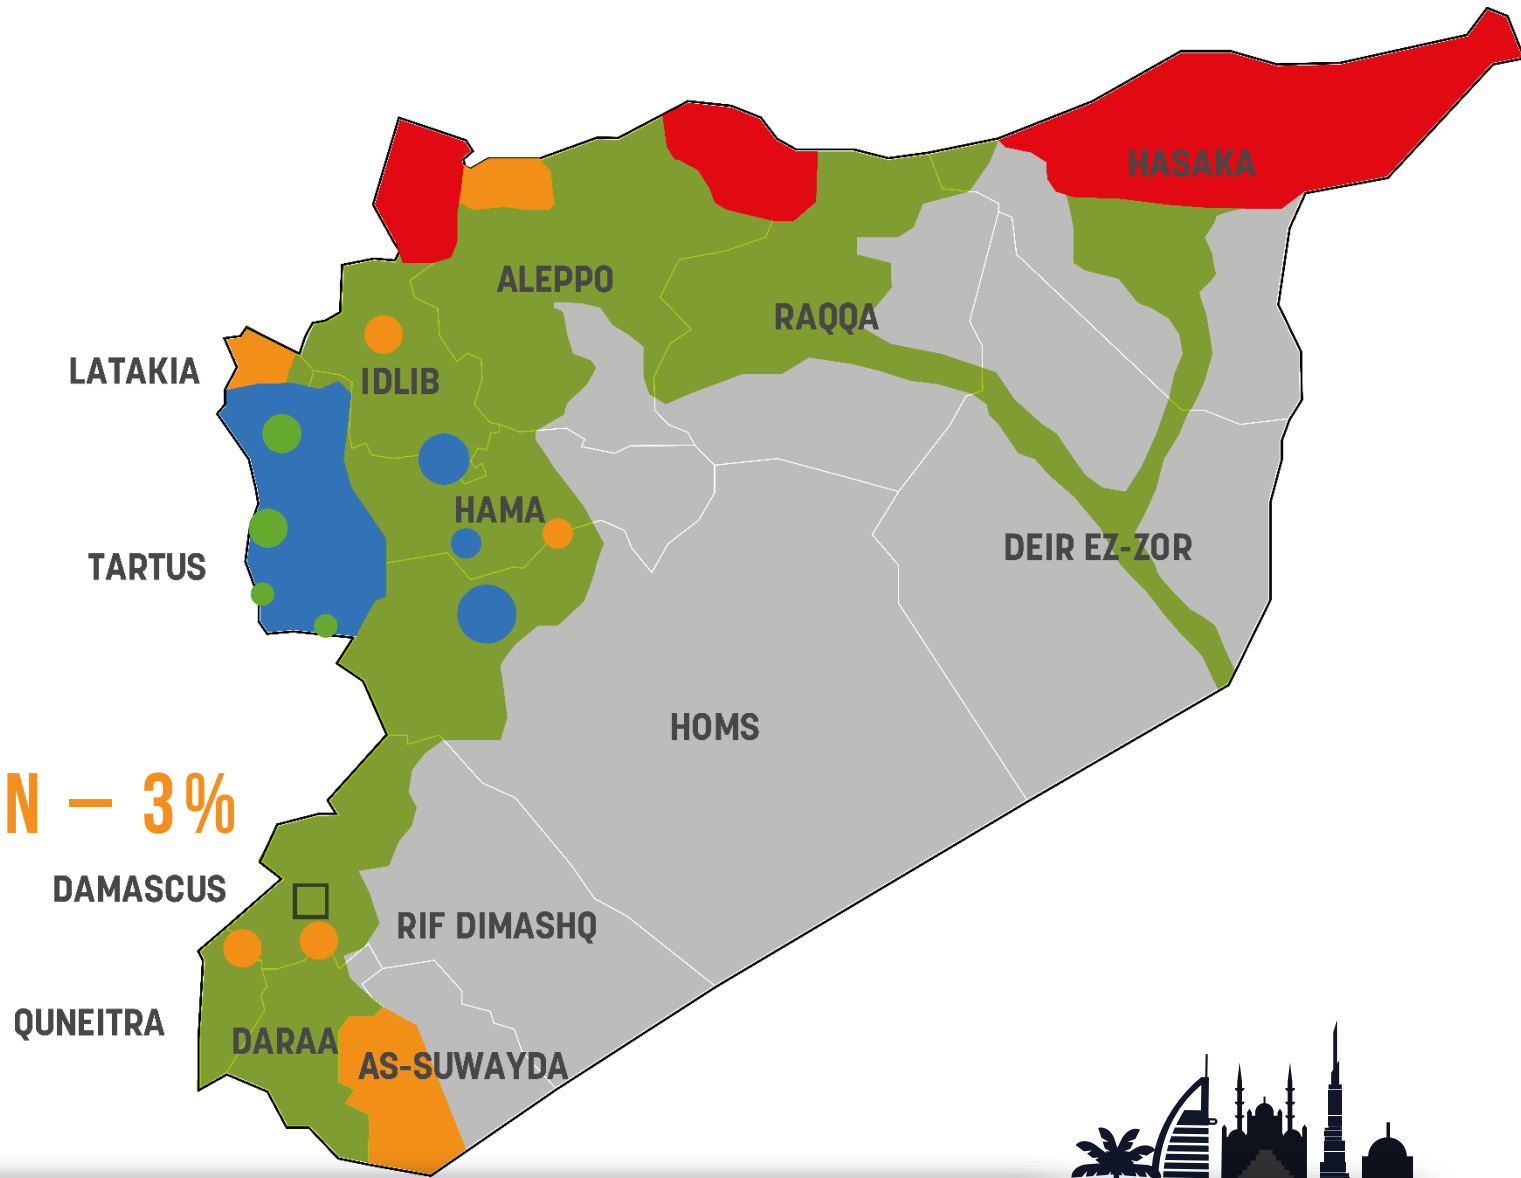 HASAKA
ALEPPO
RAQQA
LATAKIA
IDLIB
HAMA
DEIR EZ-ZOR
TARTUS
HOMS
N – 3%
DAMASCUS
RIF DIMASHQ
QUNEITRA
DARAA
AS-SUWAYDA